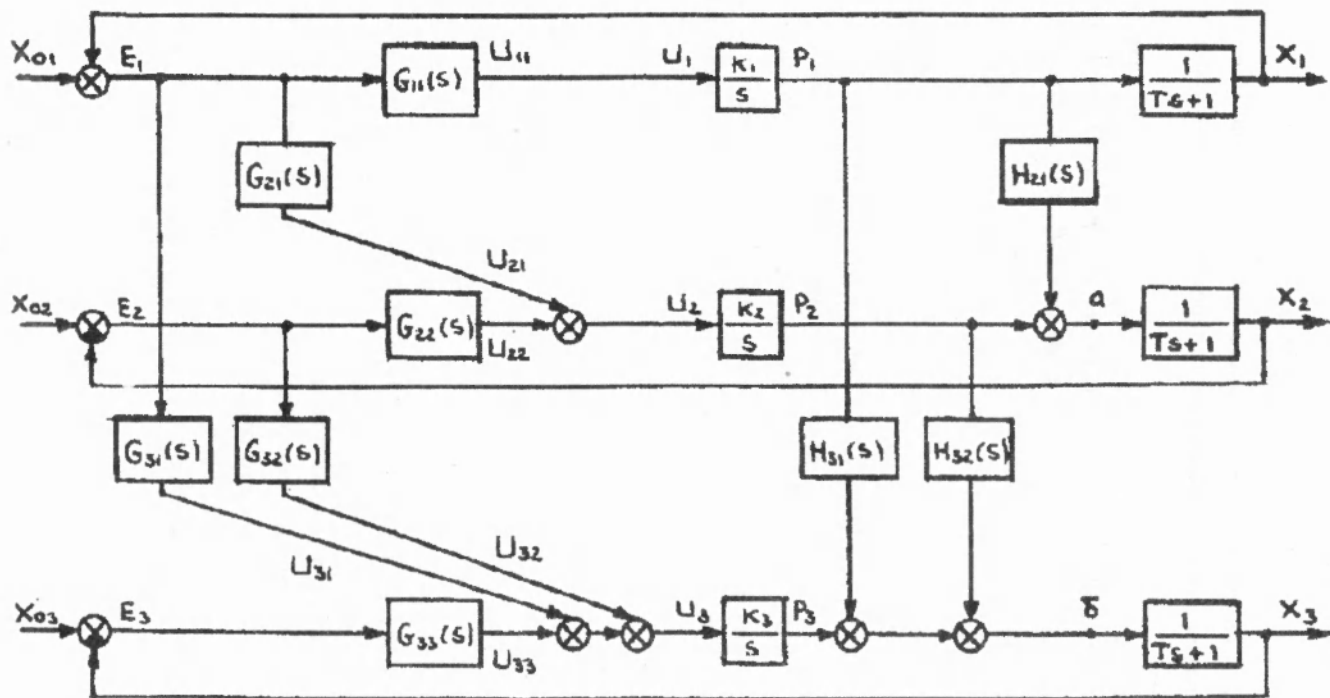 X01 E1 G11(s) U11 U1 K1/s P1 1/Ts+1 X1
G21(s) H21(s)
U21
X02 E2 G22(s) U22 U2 K2/s P2 a 1/Ts+1 X2
G31(s) G32(s) H31(s) H32(s)
U31 U32
X03 E3 G33(s) U33 U3 K3/s P3 б 1/Ts+1 X3